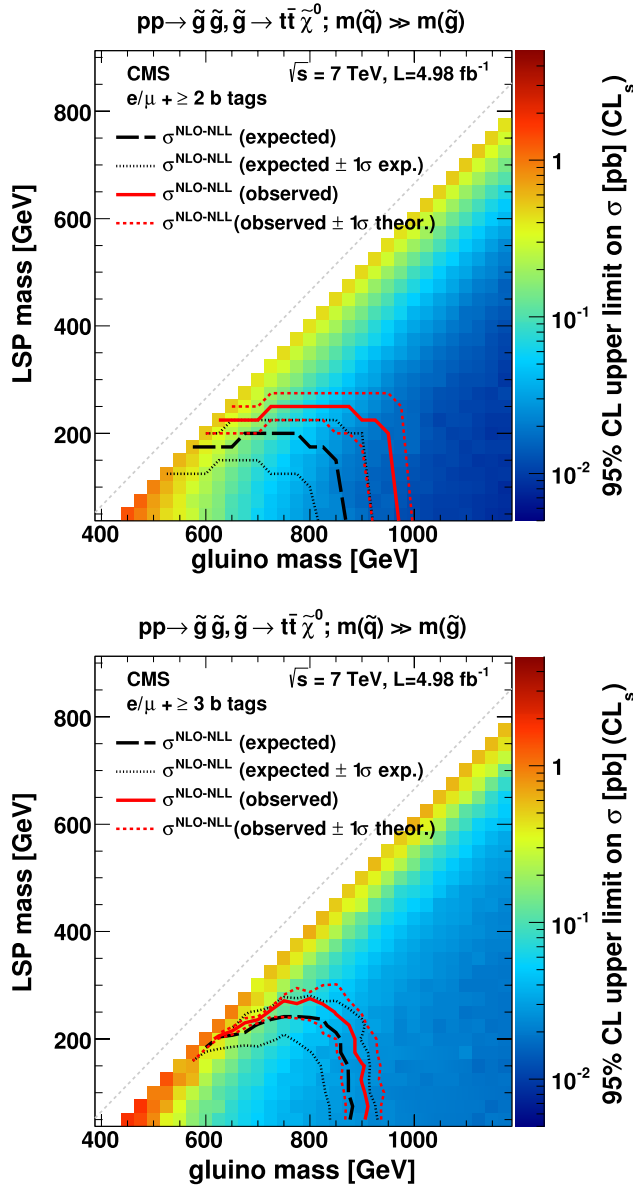 pp→ g̃ g̃, g̃ → tt̄ χ̃⁰; m(q̃) ≫ m(g̃)
CMS √s = 7 TeV, L=4.98 fb⁻¹
e/μ + ≥ 2 b tags
σ^NLO-NLL (expected)
σ^NLO-NLL (expected ± 1σ exp.)
σ^NLO-NLL (observed)
σ^NLO-NLL (observed ± 1σ theor.)
LSP mass [GeV]
800
600
400
200
400 600 800 1000
gluino mass [GeV]
1
10⁻¹
10⁻²
95% CL upper limit on σ [pb] (CLₛ)
pp→ g̃ g̃, g̃ → tt̄ χ̃⁰; m(q̃) ≫ m(g̃)
CMS √s = 7 TeV, L=4.98 fb⁻¹
e/μ + ≥ 3 b tags
σ^NLO-NLL (expected)
σ^NLO-NLL (expected ± 1σ exp.)
σ^NLO-NLL (observed)
σ^NLO-NLL (observed ± 1σ theor.)
LSP mass [GeV]
800
600
400
200
400 600 800 1000
gluino mass [GeV]
1
10⁻¹
10⁻²
95% CL upper limit on σ [pb] (CLₛ)